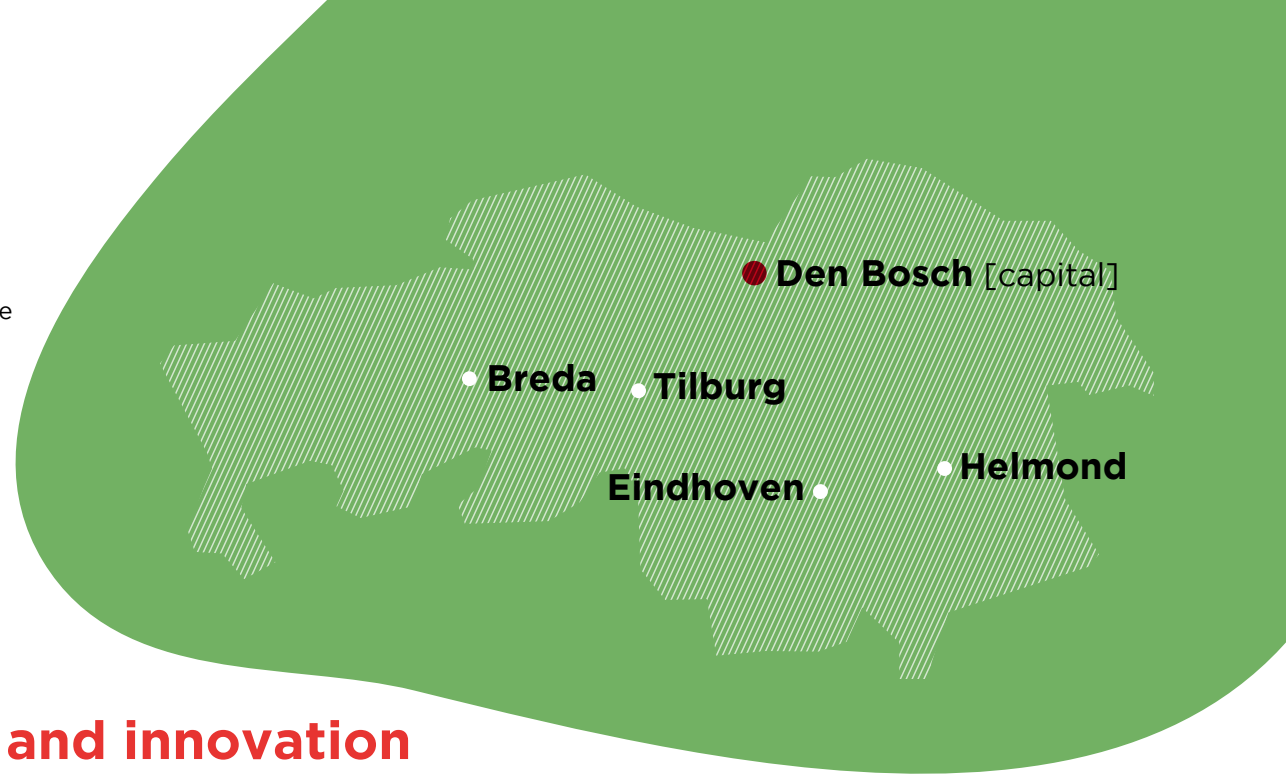 Den Bosch [capital]
e
Breda
Tilburg
Helmond
Eindhoven
and innovation